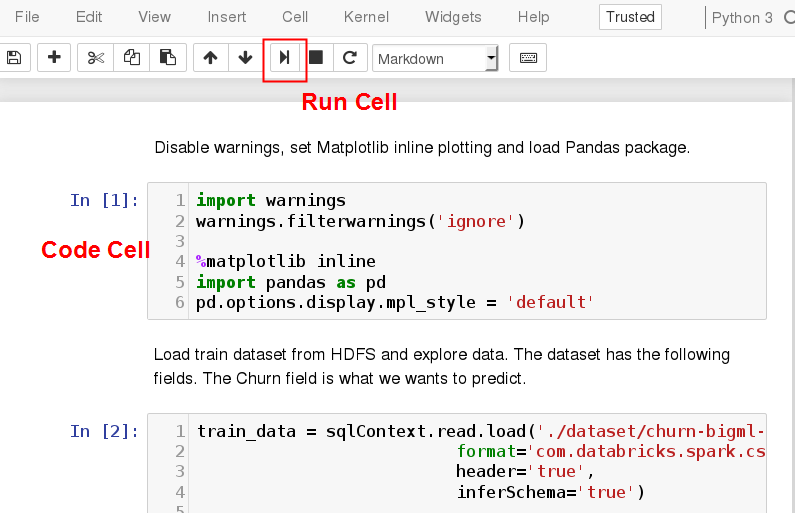 File Edit View Insert Cell Kernel Widgets Help Trusted Python 3
Markdown
Run Cell
Disable warnings, set Matplotlib inline plotting and load Pandas package.
In [1]: 1 import warnings
2 warnings.filterwarnings('ignore')
3
Code Cell
4 %matplotlib inline
5 import pandas as pd
6 pd.options.display.mpl_style = 'default'
Load train dataset from HDFS and explore data. The dataset has the following
fields. The Churn field is what we wants to predict.
In [2]: 1 train_data = sqlContext.read.load('./dataset/churn-bigml-
2 format='com.databricks.spark.cs
3 header='true',
4 inferSchema='true')
5